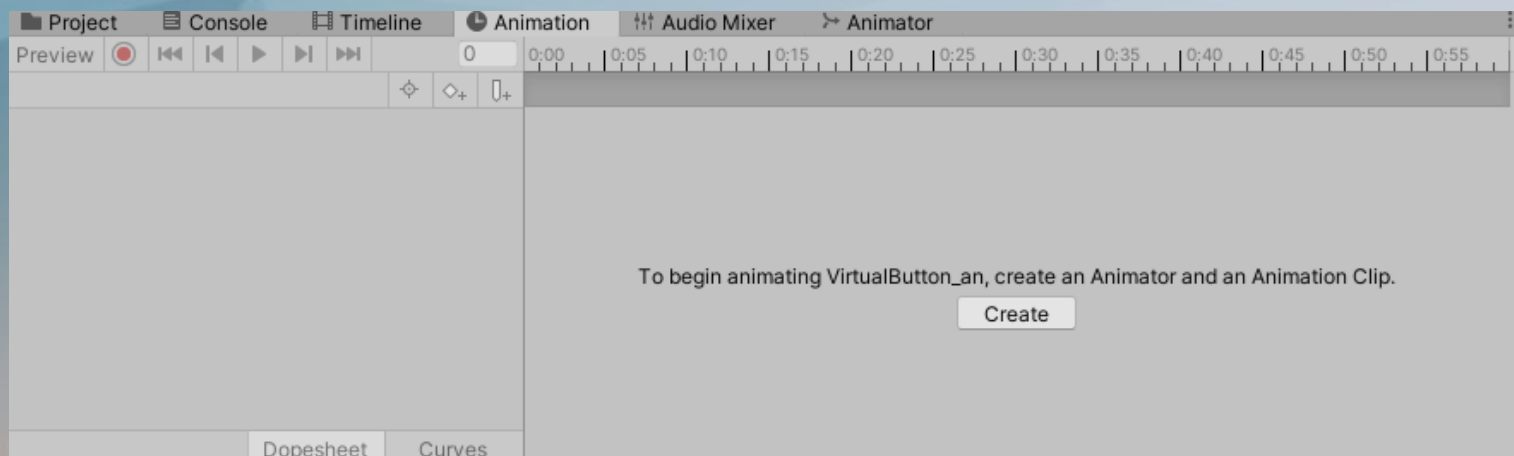 Project Console Timeline Animation Audio Mixer Animator
Preview 0 0:00 0:05 0:10 0:15 0:20 0:25 0:30 0:35 0:40 0:45 0:50 0:55
To begin animating VirtualButton_an, create an Animator and an Animation Clip.
Create
Dopesheet Curves